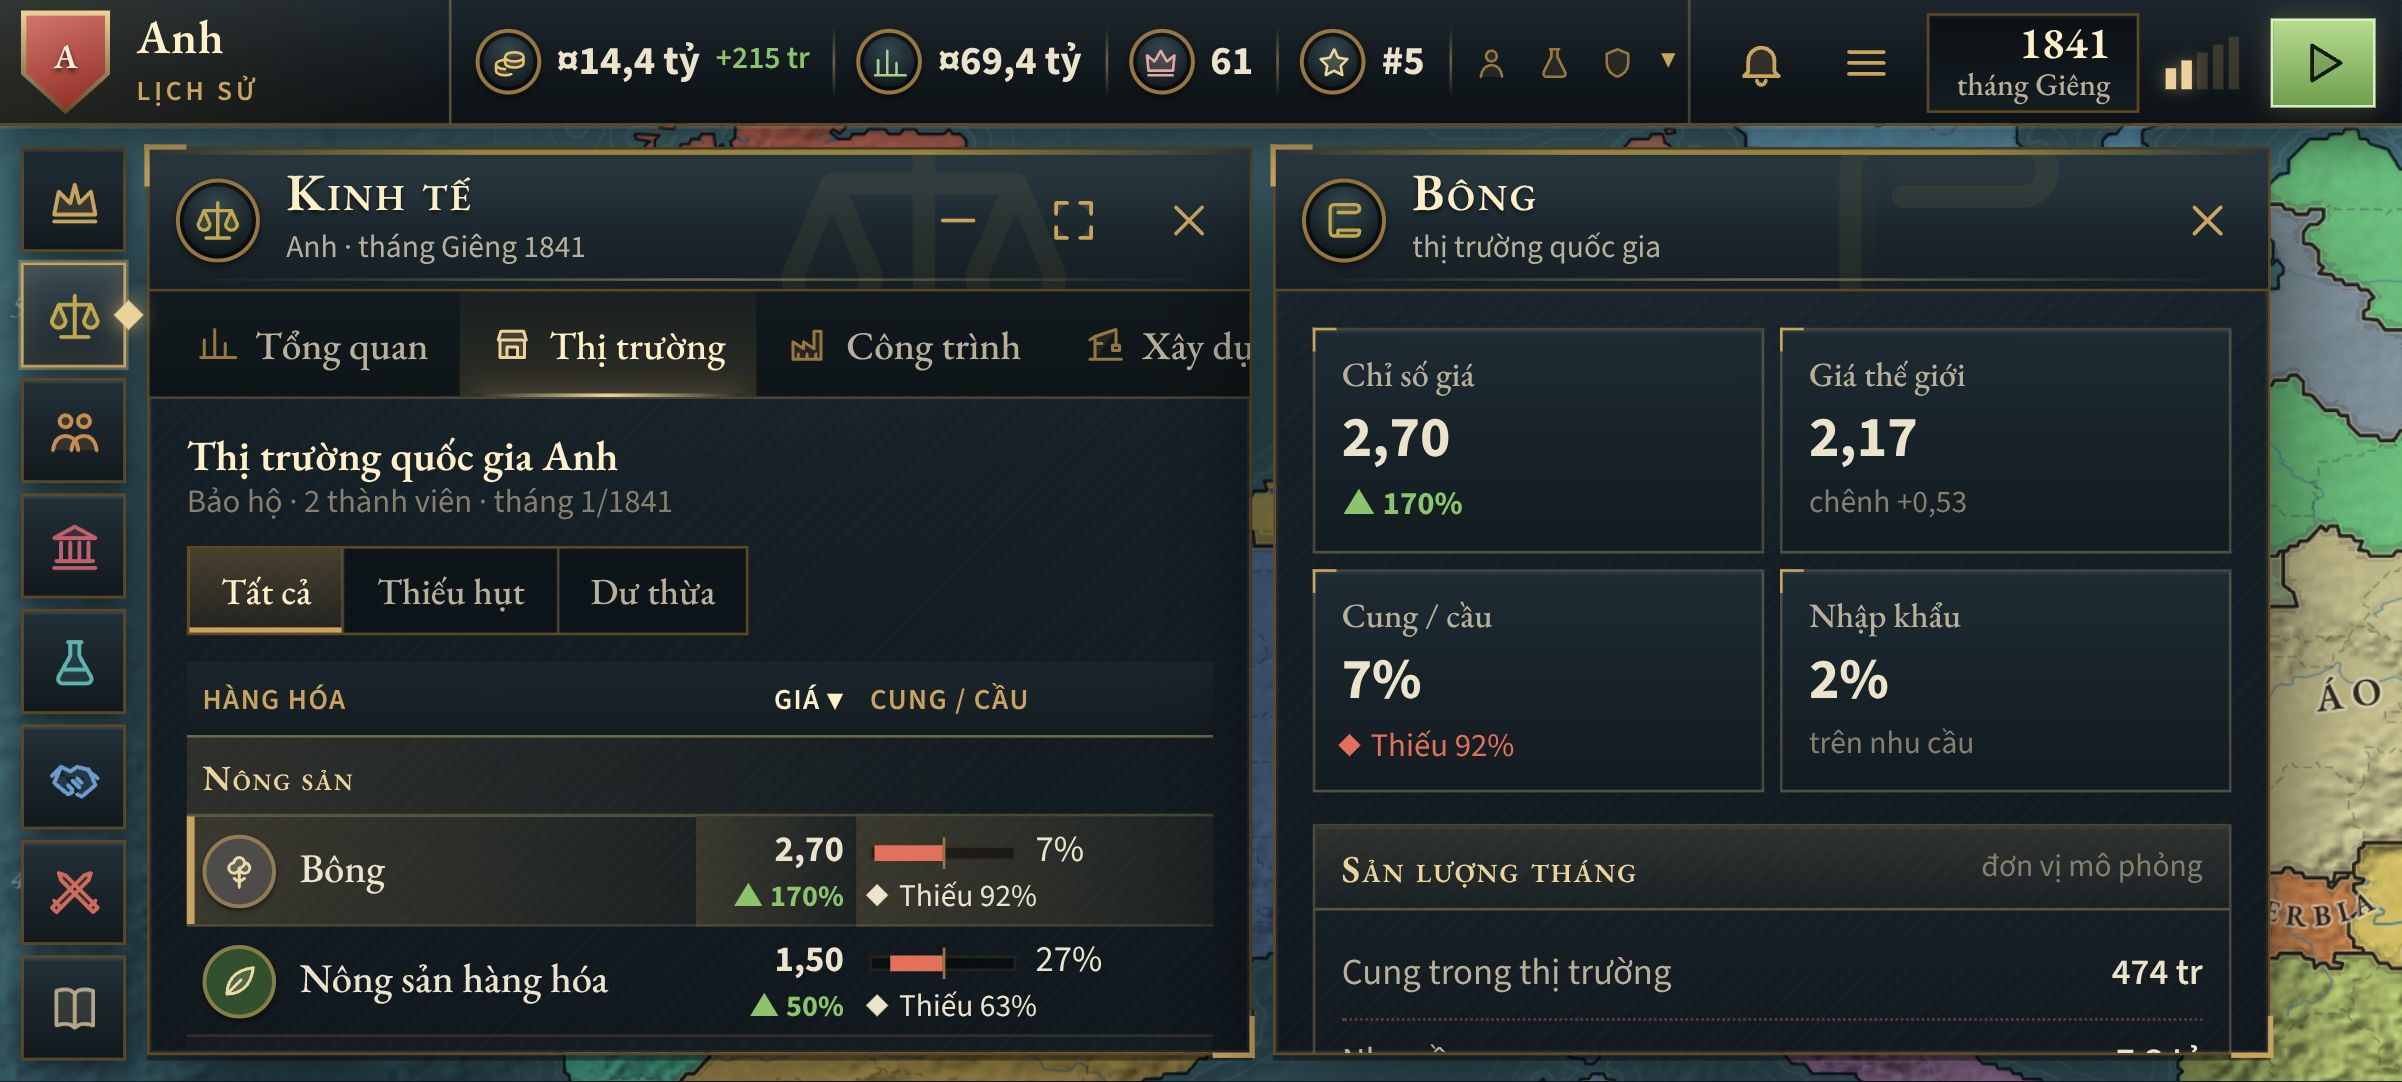 A
Anh
LỊCH SỬ
¤14,4 tỷ +215 tr
¤69,4 tỷ
61
#5
1841
tháng Giêng
Kinh tế
Anh · tháng Giêng 1841
Tổng quan
Thị trường
Công trình
Xây dự
Thị trường quốc gia Anh
Bảo hộ · 2 thành viên · tháng 1/1841
Tất cả
Thiếu hụt
Dư thừa
HÀNG HÓA GIÁ ▼ CUNG / CẦU
Nông sản
Bông
2,70 7%
▲ 170% ◆ Thiếu 92%
Nông sản hàng hóa
1,50 27%
▲ 50% ◆ Thiếu 63%
Bông
thị trường quốc gia
Chỉ số giá
2,70
▲ 170%
Giá thế giới
2,17
chênh +0,53
Cung / cầu
7%
◆ Thiếu 92%
Nhập khẩu
2%
trên nhu cầu
Sản lượng tháng
đơn vị mô phỏng
Cung trong thị trường 474 tr
ÁO
ERBIA